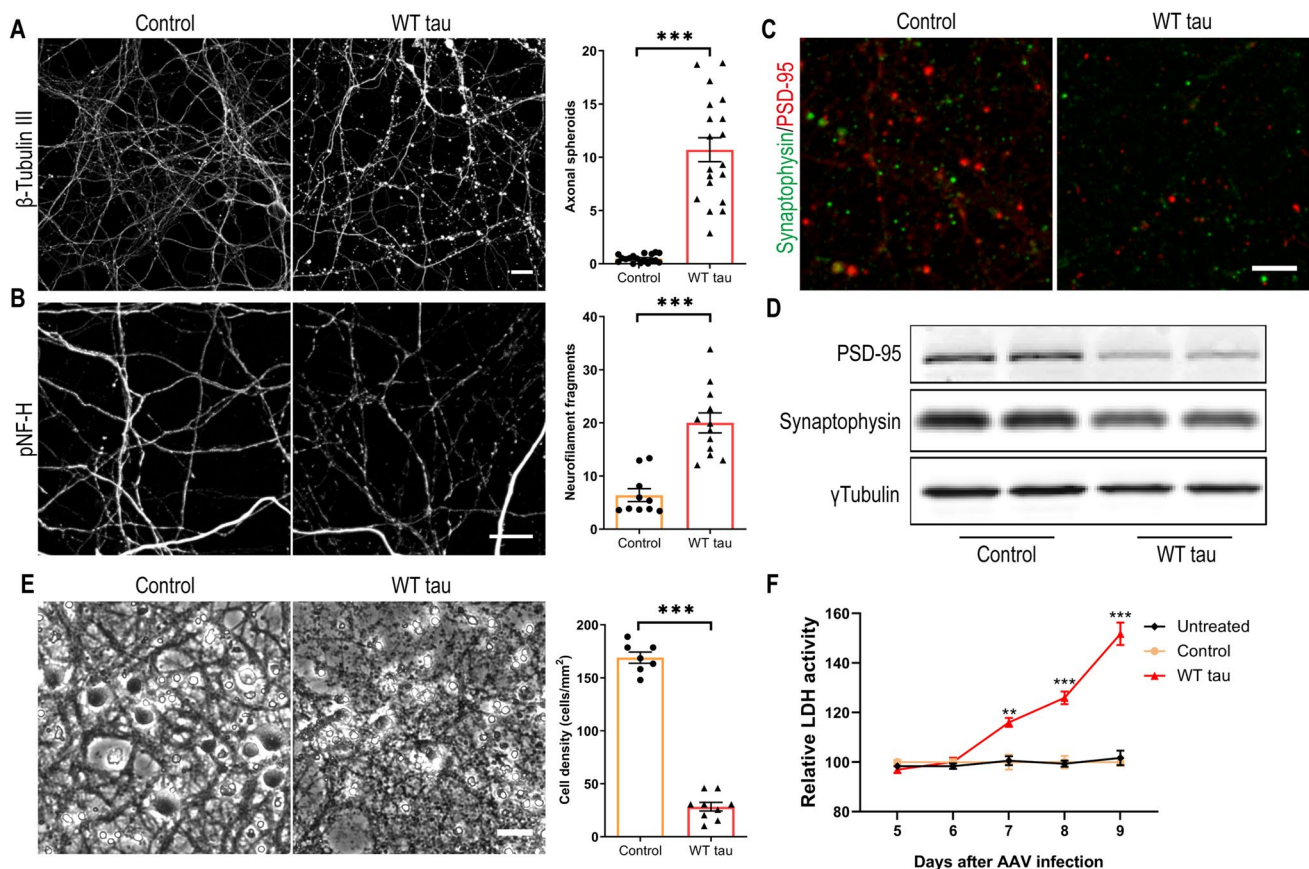 A
Control
WT tau
β-Tubulin III
Axonal spheroids
20
15
10
5
0
***
Control
WT tau
B
pNF-H
Neurofilament fragments
40
30
20
10
0
***
Control
WT tau
C
Control
WT tau
Synaptophysin/PSD-95
D
PSD-95
Synaptophysin
γTubulin
Control
WT tau
E
Control
WT tau
Cell density (cells/mm²)
200
150
100
50
0
***
Control
WT tau
F
Relative LDH activity
160
140
120
100
80
**
***
***
Untreated
Control
WT tau
5 6 7 8 9
Days after AAV infection